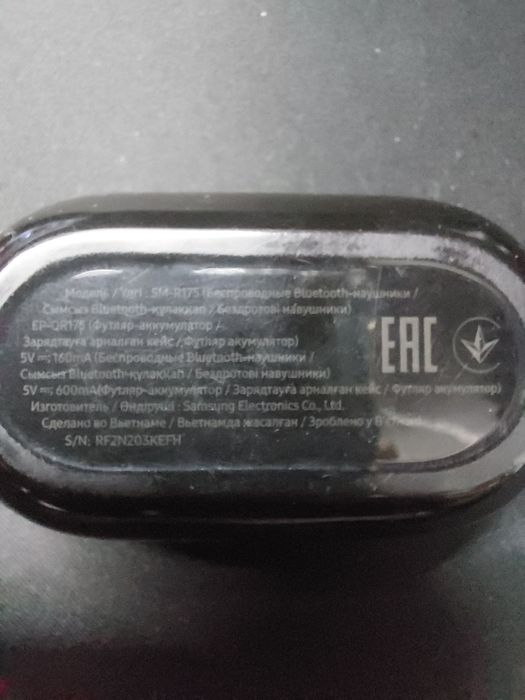 Модель / Үлгі : SM-R175 (Беспроводные Bluetooth-наушники /
Сымсыз Bluetooth-құлаққап / Бездротові навушники)
EP-QR175 (Футляр-аккумулятор /
Зарядтауға арналған кейс / Футляр акумулятор)
5V ⎓; 160mA (Беспроводные Bluetooth-наушники /
Сымсыз Bluetooth-құлаққап / Бездротові навушники)
5V ⎓; 600mA(Футляр-аккумулятор / Зарядтауға арналған кейс / Футляр акумулятор)
Изготовитель / Өндіруші : Samsung Electronics Co., Ltd.
Сделано во Вьетнаме / Вьетнамда жасалған / Зроблено у В'єтнамі
S/N: RF2N203KEFH
EAC